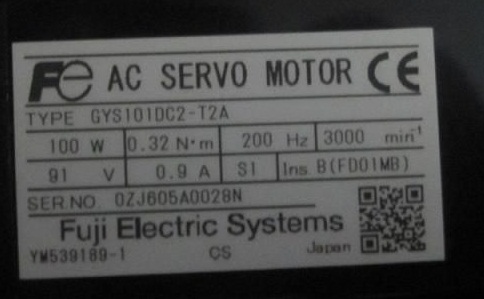 Fe AC SERVO MOTOR CE
TYPE GYS101DC2-T2A
100 W 0.32 N·m 200 Hz 3000 min⁻¹
91 V 0.9 A S1 Ins. B(FD01MB)
SER.NO. 0ZJ605A0028N
Fuji Electric Systems
YM539189-1 CS Japan